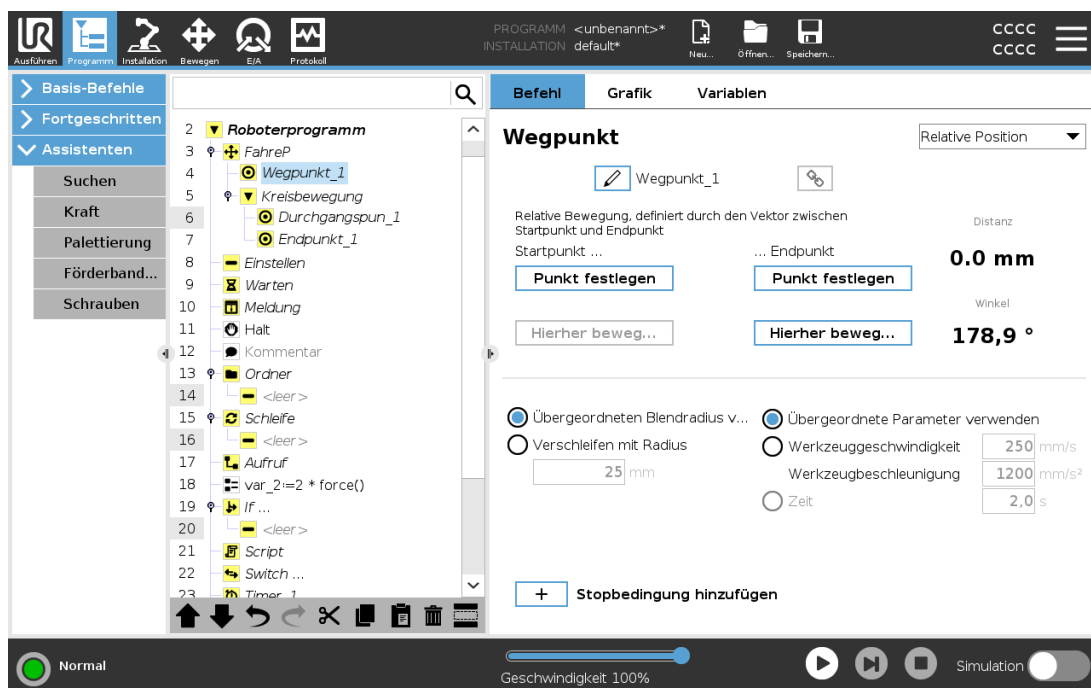 PROGRAMM <unbenannt>*
INSTALLATION default*
Ausführen Programm Installation Bewegen E/A Protokoll
Neu... Öffnen... Speichern...
CCCC
CCCC
Basis-Befehle
Fortgeschritten
Assistenten
Suchen
Kraft
Palettierung
Förderband...
Schrauben
2 Roboterprogramm
3 FahreP
4 Wegpunkt_1
5 Kreisbewegung
6 Durchgangspun_1
7 Endpunkt_1
8 Einstellen
9 Warten
10 Meldung
11 Halt
12 Kommentar
13 Ordner
14 <leer>
15 Schleife
16 <leer>
17 Aufruf
18 var_2:=2 * force()
19 If ...
20 <leer>
21 Script
22 Switch ...
23 Timer_1
Befehl Grafik Variablen
Wegpunkt
Relative Position
Wegpunkt_1
Relative Bewegung, definiert durch den Vektor zwischen
Startpunkt und Endpunkt
Startpunkt ... ... Endpunkt
Punkt festlegen Punkt festlegen
Hierher beweg... Hierher beweg...
Distanz
0.0 mm
Winkel
178,9 °
Übergeordneten Blendradius v...
Verschleifen mit Radius
25 mm
Übergeordnete Parameter verwenden
Werkzeuggeschwindigkeit 250 mm/s
Werkzeugbeschleunigung 1200 mm/s²
Zeit 2,0 s
+ Stopbedingung hinzufügen
Normal
Geschwindigkeit 100%
Simulation